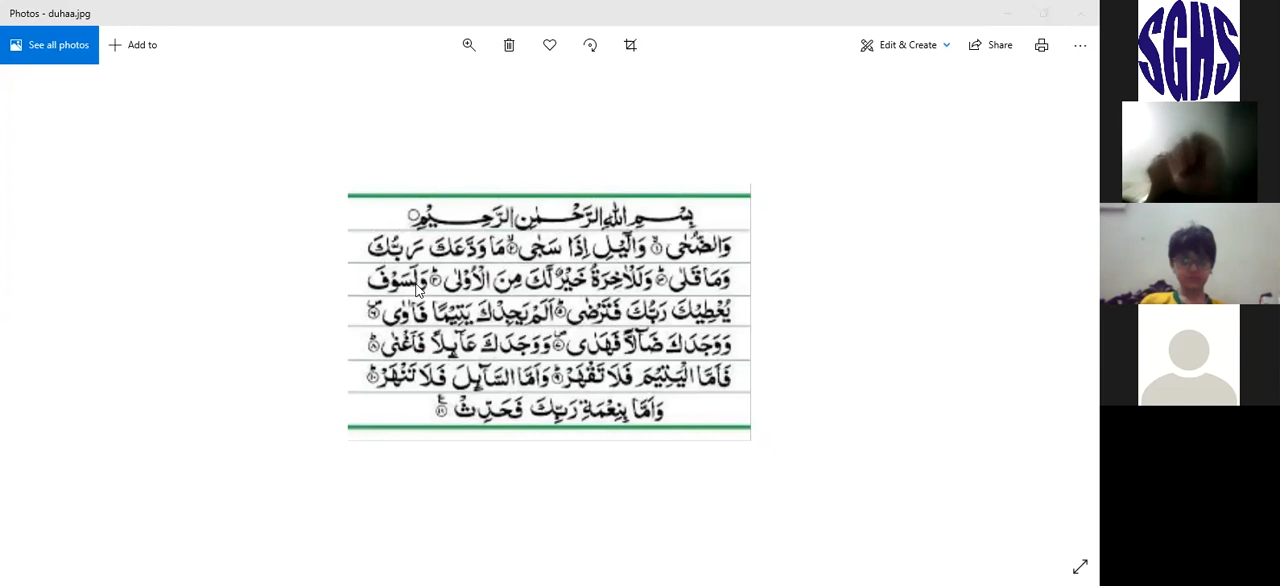 Photos - duhaa.jpg
See all photos
Add to
Edit & Create
Share
SGHS
بِسْمِ اللهِ الرَّحْمٰنِ الرَّحِيْمِ
وَالضُّحٰى ۙ‏﴿۱﴾ وَالَّيْلِ اِذَا سَجٰى ۙ‏﴿۲﴾ مَا وَدَّعَكَ رَبُّكَ
وَمَا قَلٰى ؕ‏﴿۳﴾ وَلَلْاٰخِرَةُ خَيْرٌ لَّكَ مِنَ الْاُوْلٰى ؕ‏﴿۴﴾ وَلَسَوْفَ
يُعْطِيْكَ رَبُّكَ فَتَرْضٰى ؕ‏﴿۵﴾ اَلَمْ يَجِدْكَ يَتِيْمًا فَاٰوٰى ‏﴿۶﴾
وَوَجَدَكَ ضَآلًّا فَهَدٰى ‏﴿۷﴾ وَوَجَدَكَ عَآئِلًا فَاَغْنٰى ؕ‏﴿۸﴾
فَاَمَّا الْيَتِيْمَ فَلَا تَقْهَرْ ؕ‏﴿۹﴾ وَاَمَّا السَّآئِلَ فَلَا تَنْهَرْ ؕ‏﴿۱۰﴾
وَاَمَّا بِنِعْمَةِ رَبِّكَ فَحَدِّثْ ‏﴿۱۱﴾